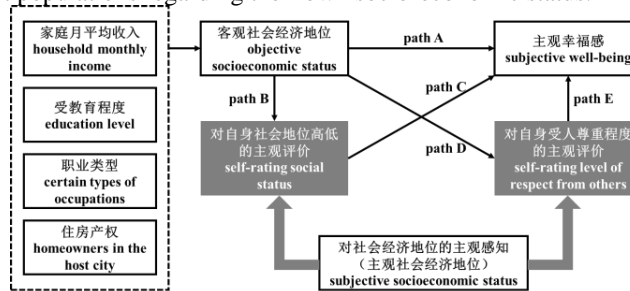 家庭月平均收入
household monthly
income
受教育程度
education level
职业类型
certain types of
occupations
住房产权
homeowners in the
host city
客观社会经济地位
objective
socioeconomic status
path A
主观幸福感
subjective well-being
path B
path C
path D
path E
对自身社会地位高低
的主观评价
self-rating social
status
对自身受人尊重程度
的主观评价
self-rating level of
respect from others
对社会经济地位的主观感知
（主观社会经济地位）
subjective socioeconomic status